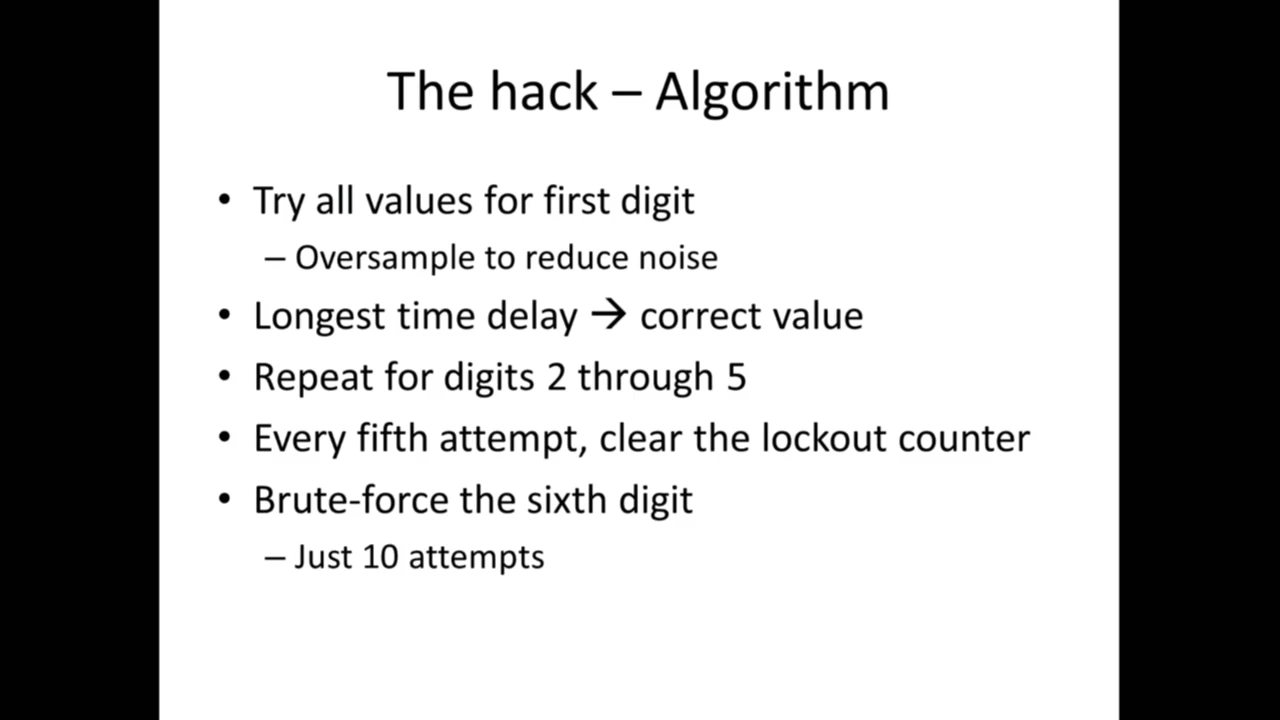 The hack – Algorithm
• Try all values for first digit
– Oversample to reduce noise
• Longest time delay → correct value
• Repeat for digits 2 through 5
• Every fifth attempt, clear the lockout counter
• Brute-force the sixth digit
– Just 10 attempts